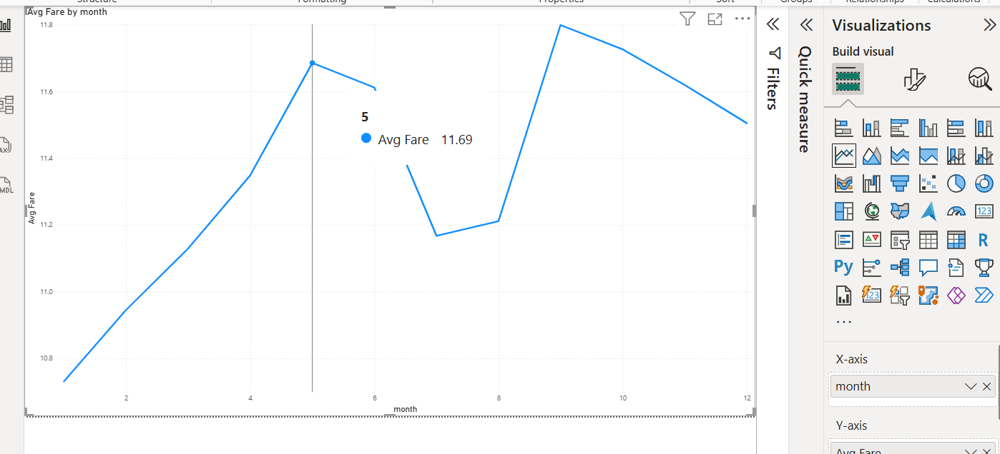 Structure Formatting Properties Sort Groups Relationships Calculations
Avg Fare by month
11.8
11.6
11.4
11.2
11.0
10.8
Avg Fare
5
Avg Fare 11.69
2 4 6 8 10 12
month
Filters
Quick measure
Visualizations
Build visual
123
R
Py
123
...
X-axis
month
Y-axis
Avg Fare
AX
MDL